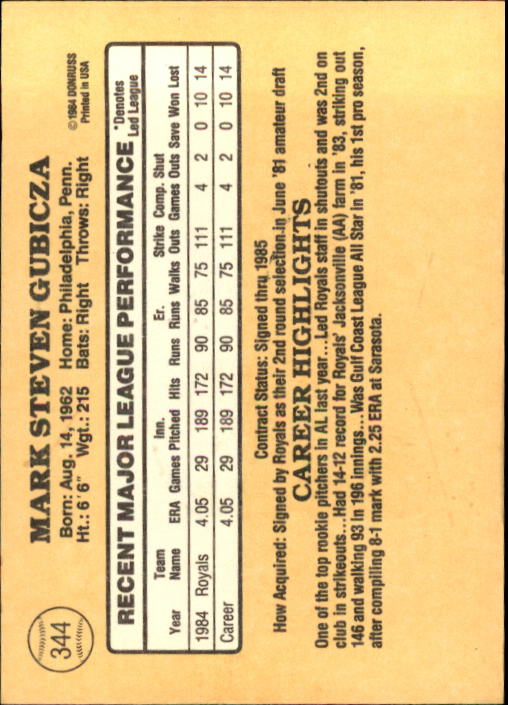 344
MARK STEVEN GUBICZA
Born: Aug. 14, 1962 Home: Philadelphia, Penn.
Ht.: 6' 6" Wgt.: 215 Bats: Right Throws: Right
©1984 DONRUSS
Printed in USA
RECENT MAJOR LEAGUE PERFORMANCE
*Denotes
Led League
Team Inn. Er. Strike Comp. Shut
Year Name ERA Games Pitched Hits Runs Runs Walks Outs Games Outs Save Won Lost
1984 Royals 4.05 29 189 172 90 85 75 111 4 2 0 10 14
Career 4.05 29 189 172 90 85 75 111 4 2 0 10 14
Contract Status: Signed thru 1985
How Acquired: Signed by Royals as their 2nd round selection in June '81 amateur draft
CAREER HIGHLIGHTS
One of the top rookie pitchers in AL last year...Led Royals staff in shutouts and was 2nd on
club in strikeouts...Had 14-12 record for Royals' Jacksonville (AA) farm in '83, striking out
146 and walking 93 in 196 innings...Was Gulf Coast League All Star in '81, his 1st pro season,
after compiling 8-1 mark with 2.25 ERA at Sarasota.